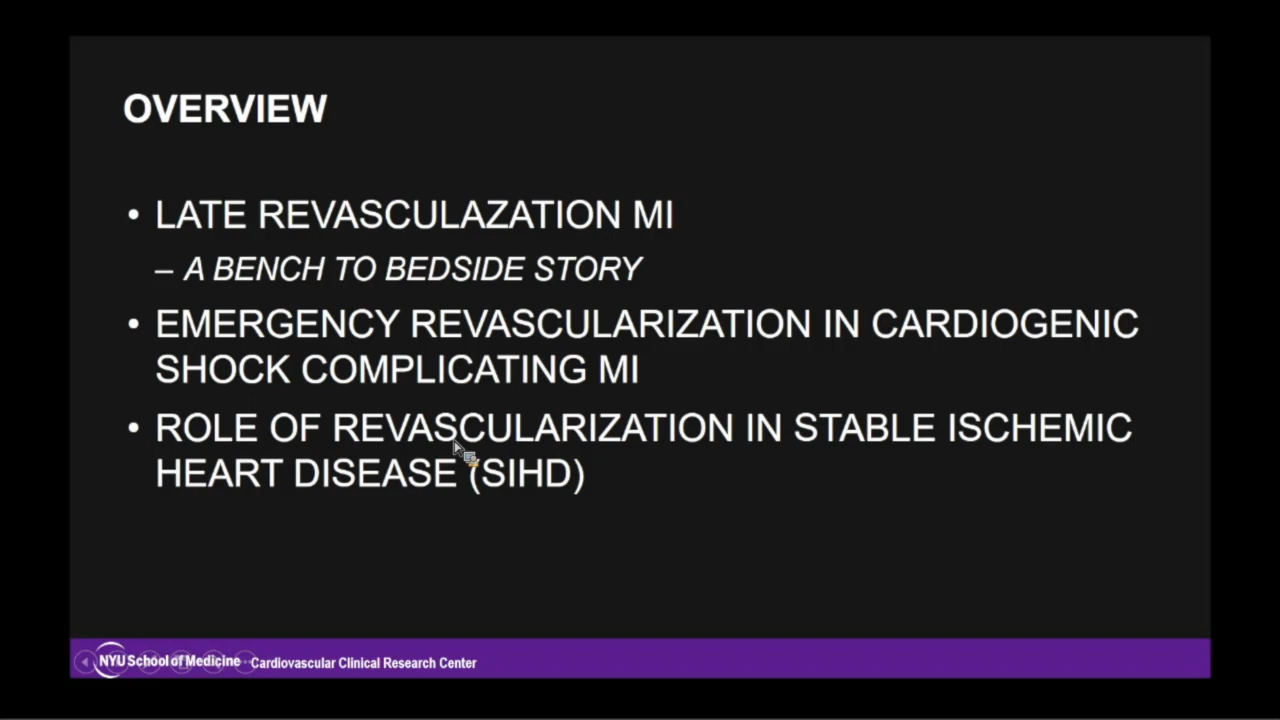 OVERVIEW
• LATE REVASCULAZATION MI
– A BENCH TO BEDSIDE STORY
• EMERGENCY REVASCULARIZATION IN CARDIOGENIC
SHOCK COMPLICATING MI
• ROLE OF REVASCULARIZATION IN STABLE ISCHEMIC
HEART DISEASE (SIHD)
NYU School of Medicine Cardiovascular Clinical Research Center